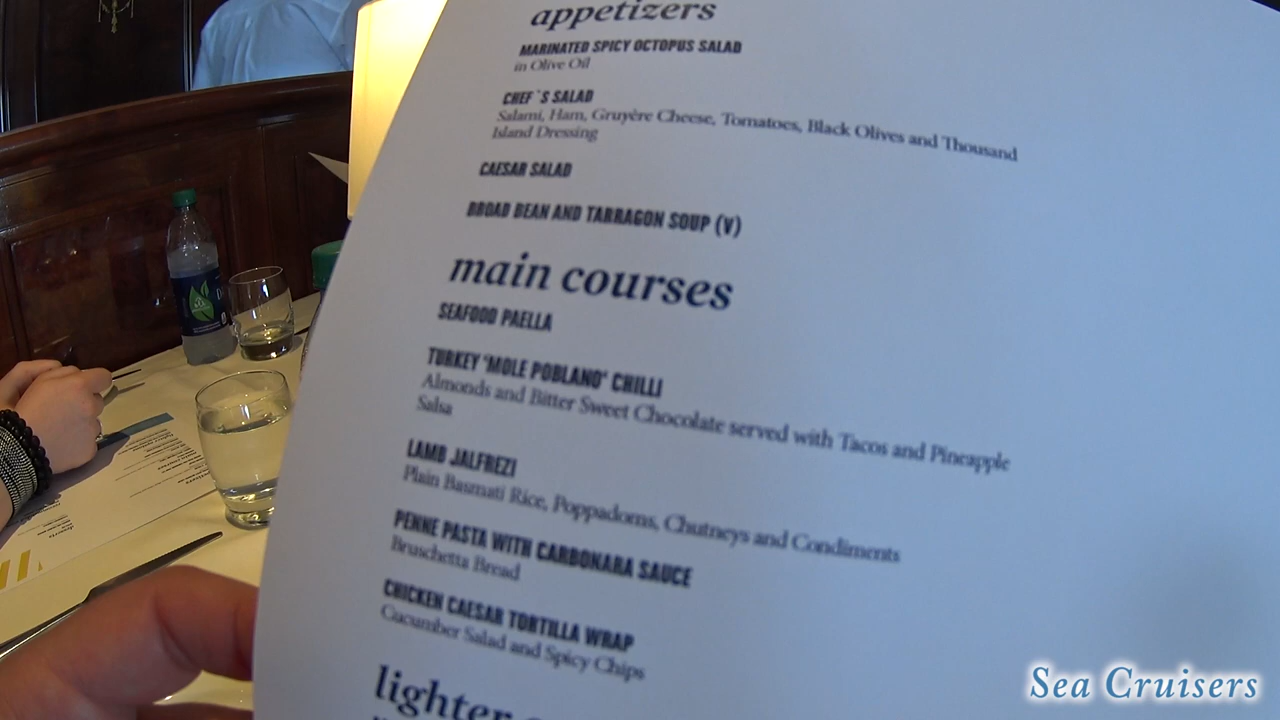 appetizers
MARINATED SPICY OCTOPUS SALAD
in Olive Oil
CHEF`S SALAD
Salami, Ham, Gruyère Cheese, Tomatoes, Black Olives and Thousand
Island Dressing
CAESAR SALAD
BROAD BEAN AND TARRAGON SOUP (V)
main courses
SEAFOOD PAELLA
TURKEY 'MOLE POBLANO' CHILLI
Almonds and Bitter Sweet Chocolate served with Tacos and Pineapple
Salsa
LAMB JALFREZI
Plain Basmati Rice, Poppadoms, Chutneys and Condiments
PENNE PASTA WITH CARBONARA SAUCE
Bruschetta Bread
CHICKEN CAESAR TORTILLA WRAP
Cucumber Salad and Spicy Chips
lighter
Sea Cruisers